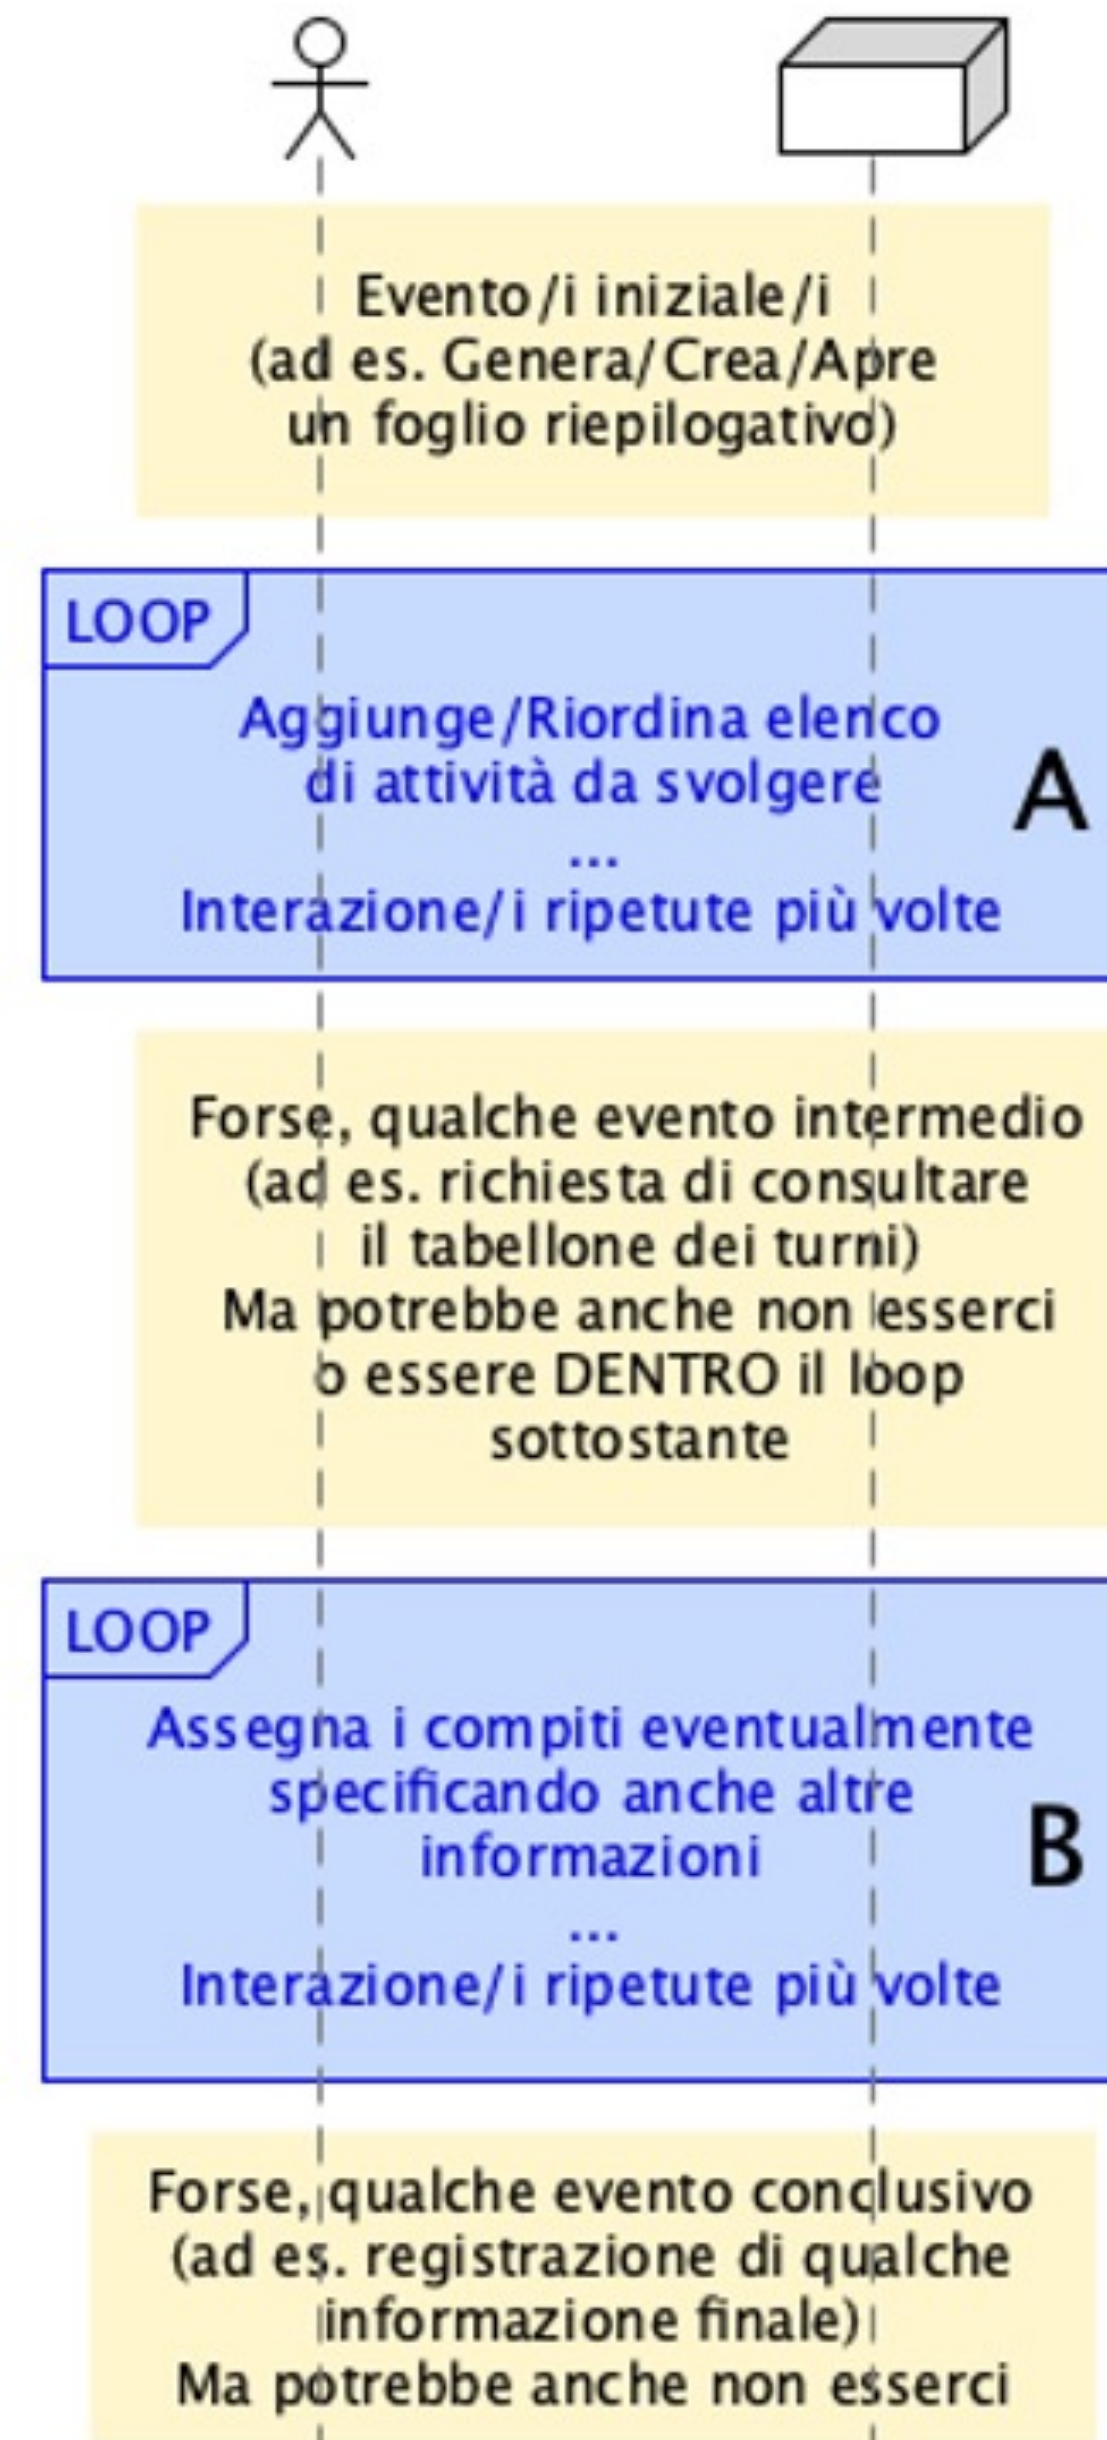 Evento/i iniziale/i
(ad es. Genera/Crea/Apre
un foglio riepilogativo)
LOOP
Aggiunge/Riordina elenco
di attività da svolgere
...
Interazione/i ripetute più volte
A
Forse, qualche evento intermedio
(ad es. richiesta di consultare
il tabellone dei turni)
Ma potrebbe anche non esserci
o essere DENTRO il loop
sottostante
LOOP
Assegna i compiti eventualmente
specificando anche altre
informazioni
...
Interazione/i ripetute più volte
B
Forse, qualche evento conclusivo
(ad es. registrazione di qualche
informazione finale)
Ma potrebbe anche non esserci